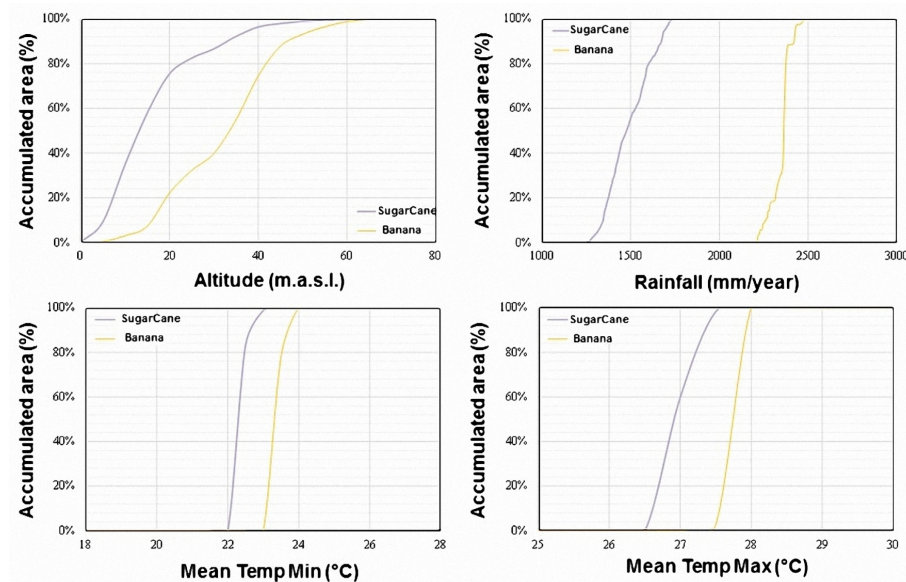 100%
80%
60%
40%
20%
0%
Accumulated area (%)
SugarCane
Banana
0 20 40 60 80
Altitude (m.a.s.l.)
100%
80%
60%
40%
20%
0%
Accumulated area (%)
SugarCane
Banana
1000 1500 2000 2500 3000
Rainfall (mm/year)
100%
80%
60%
40%
20%
0%
Accumulated area (%)
SugarCane
Banana
18 20 22 24 26 28
Mean Temp Min (°C)
100%
80%
60%
40%
20%
0%
Accumulated area (%)
SugarCane
Banana
25 26 27 28 29 30
Mean Temp Max (°C)